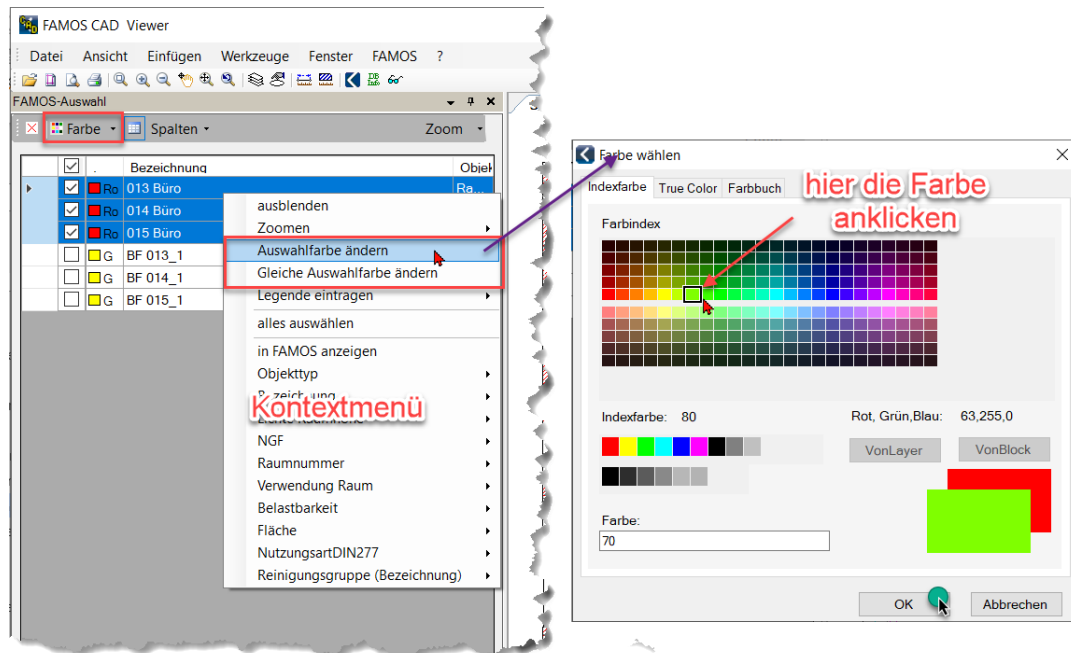 FAMOS CAD Viewer
Datei Ansicht Einfügen Werkzeuge Fenster FAMOS ?
FAMOS-Auswahl
Farbe Spalten Zoom
. Bezeichnung Objek
Ro 013 Büro Ra...
Ro 014 Büro
Ro 015 Büro
G BF 013_1
G BF 014_1
G BF 015_1
ausblenden
Zoomen
Auswahlfarbe ändern
Gleiche Auswahlfarbe ändern
Legende eintragen
alles auswählen
in FAMOS anzeigen
Objekttyp
Bezeichnung
Kontextmenü
NGF
Raumnummer
Verwendung Raum
Belastbarkeit
Fläche
NutzungsartDIN277
Reinigungsgruppe (Bezeichnung)
Farbe wählen
Indexfarbe True Color Farbbuch
hier die Farbe
anklicken
Farbindex
Indexfarbe: 80 Rot, Grün,Blau: 63,255,0
VonLayer VonBlock
Farbe:
70
OK Abbrechen